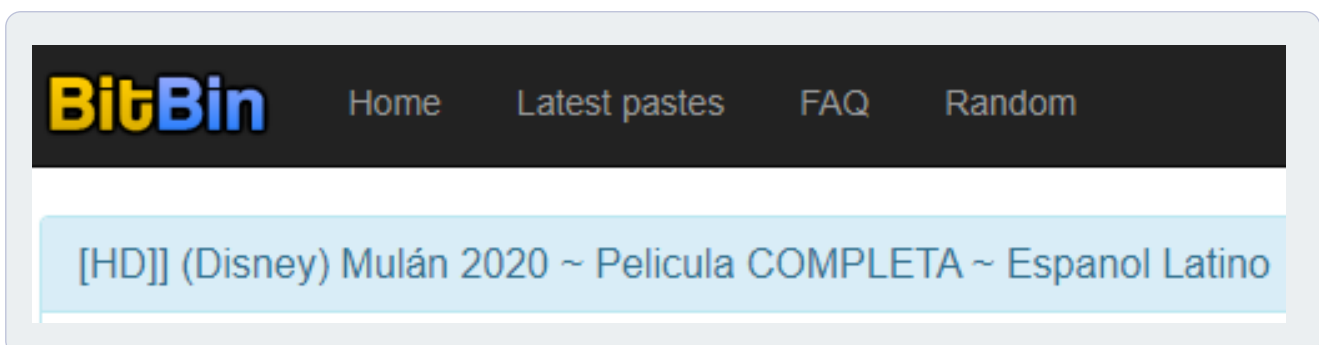 BitBin Home Latest pastes FAQ Random
[HD]] (Disney) Mulán 2020 ~ Pelicula COMPLETA ~ Espanol Latino